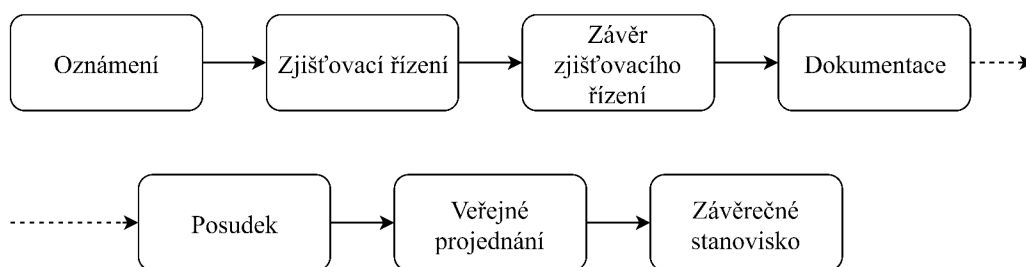 Oznámení
Zjišťovací řízení
Závěr
zjišťovacího
řízení
Dokumentace
Posudek
Veřejné
projednání
Závěrečné
stanovisko